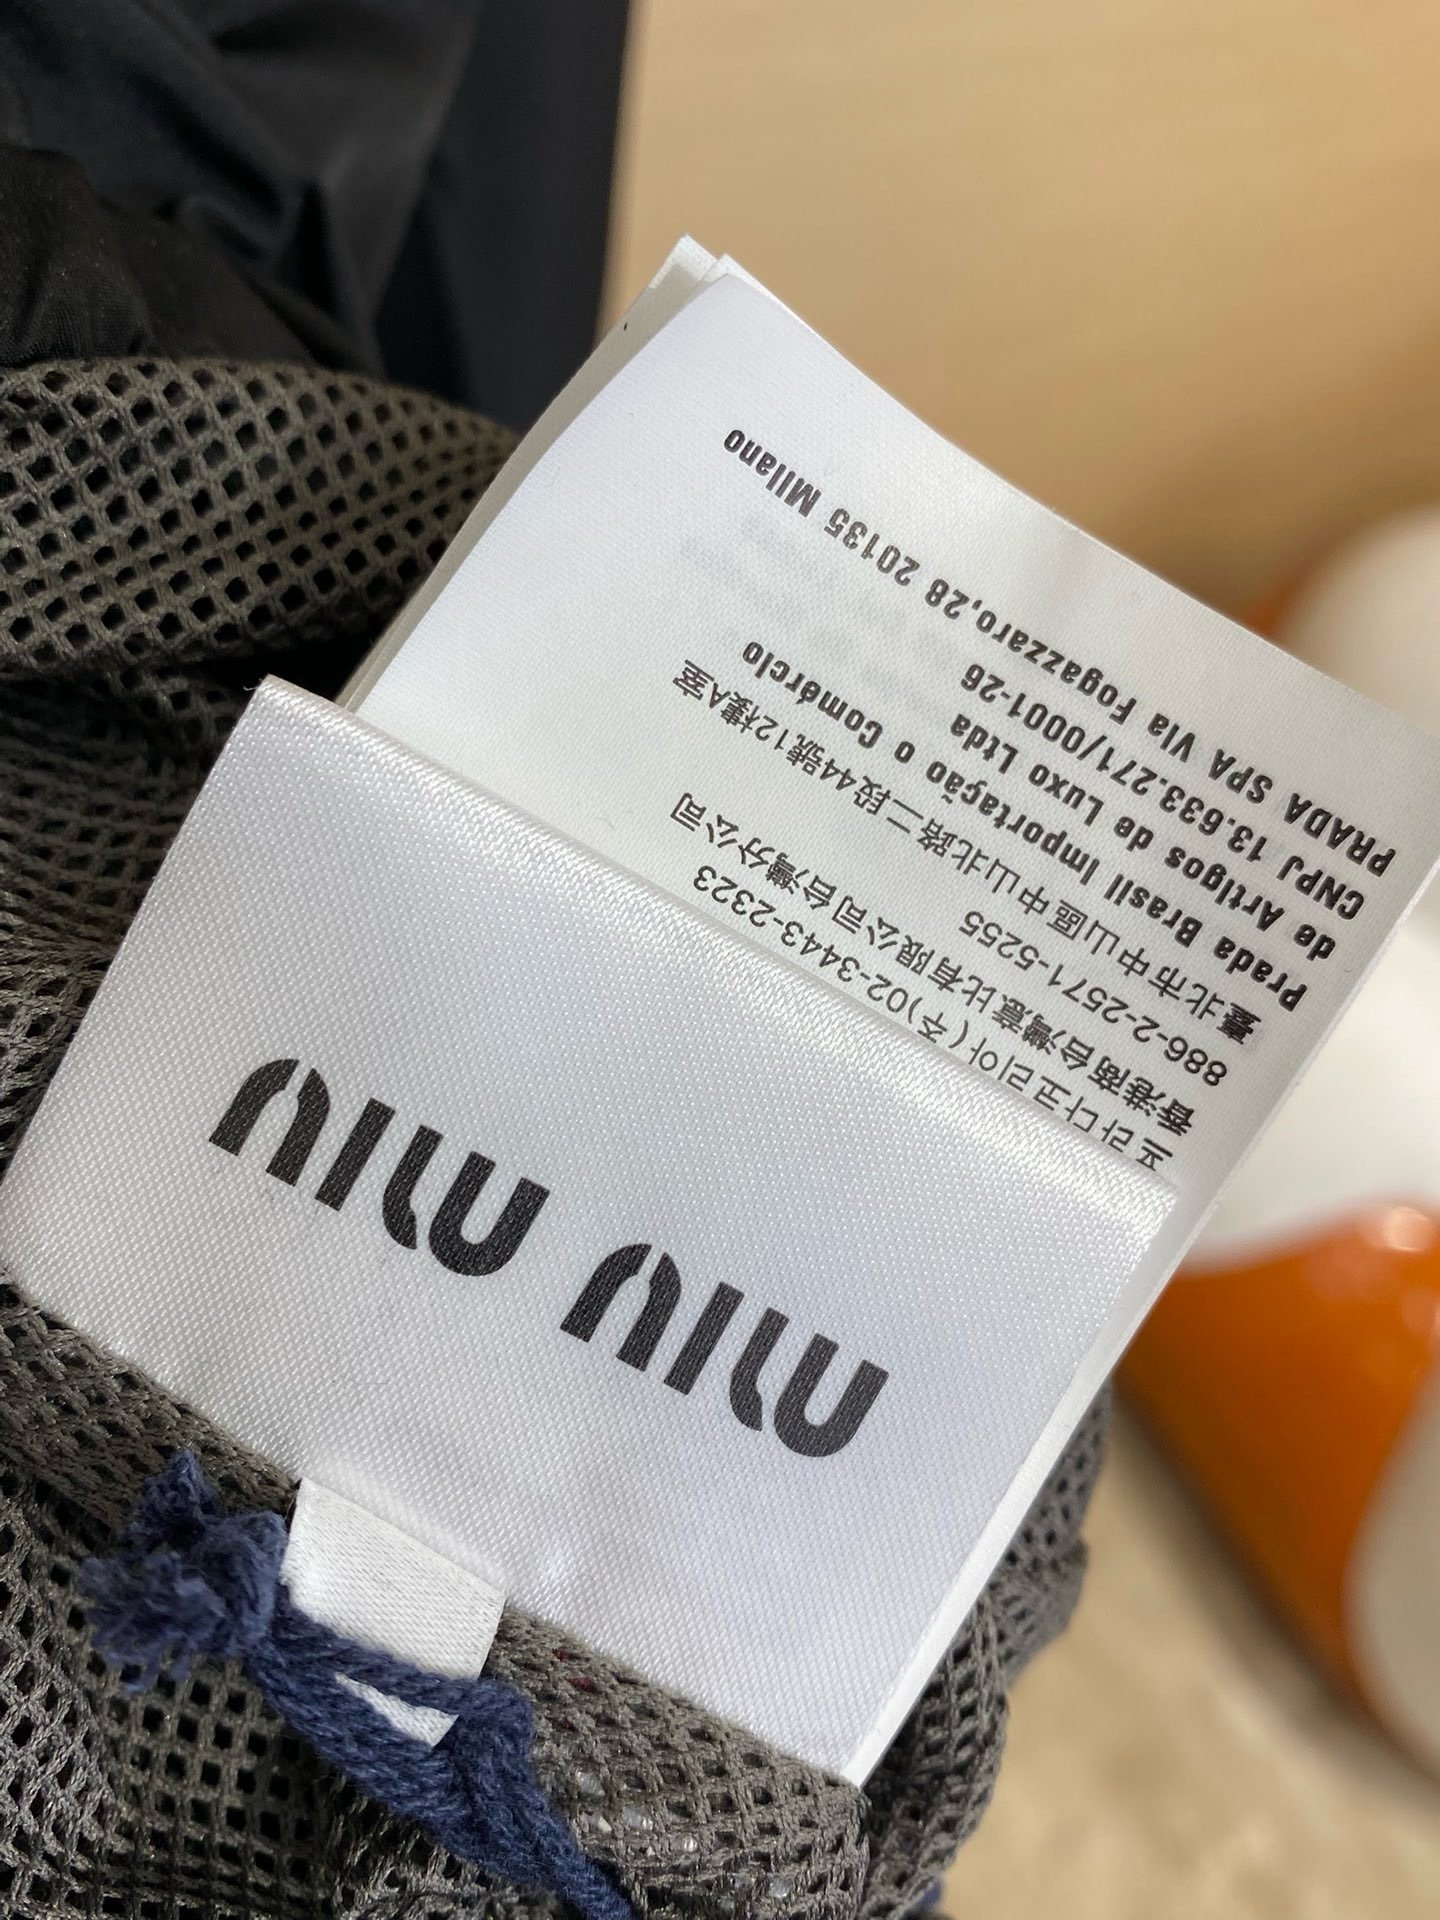 MIU MIU
프라다코리아(주)02-3443-2323
香港商台灣意比有限公司台灣分公司
886-2-2571-5255
臺北市中山區中山北路二段44號12樓A室
Prada Brasil Importação e Comércio
de Artigos de Luxo Ltda
CNPJ 13.633.271/0001-26
PRADA SPA Via Fogazzaro,28 20135 Milano